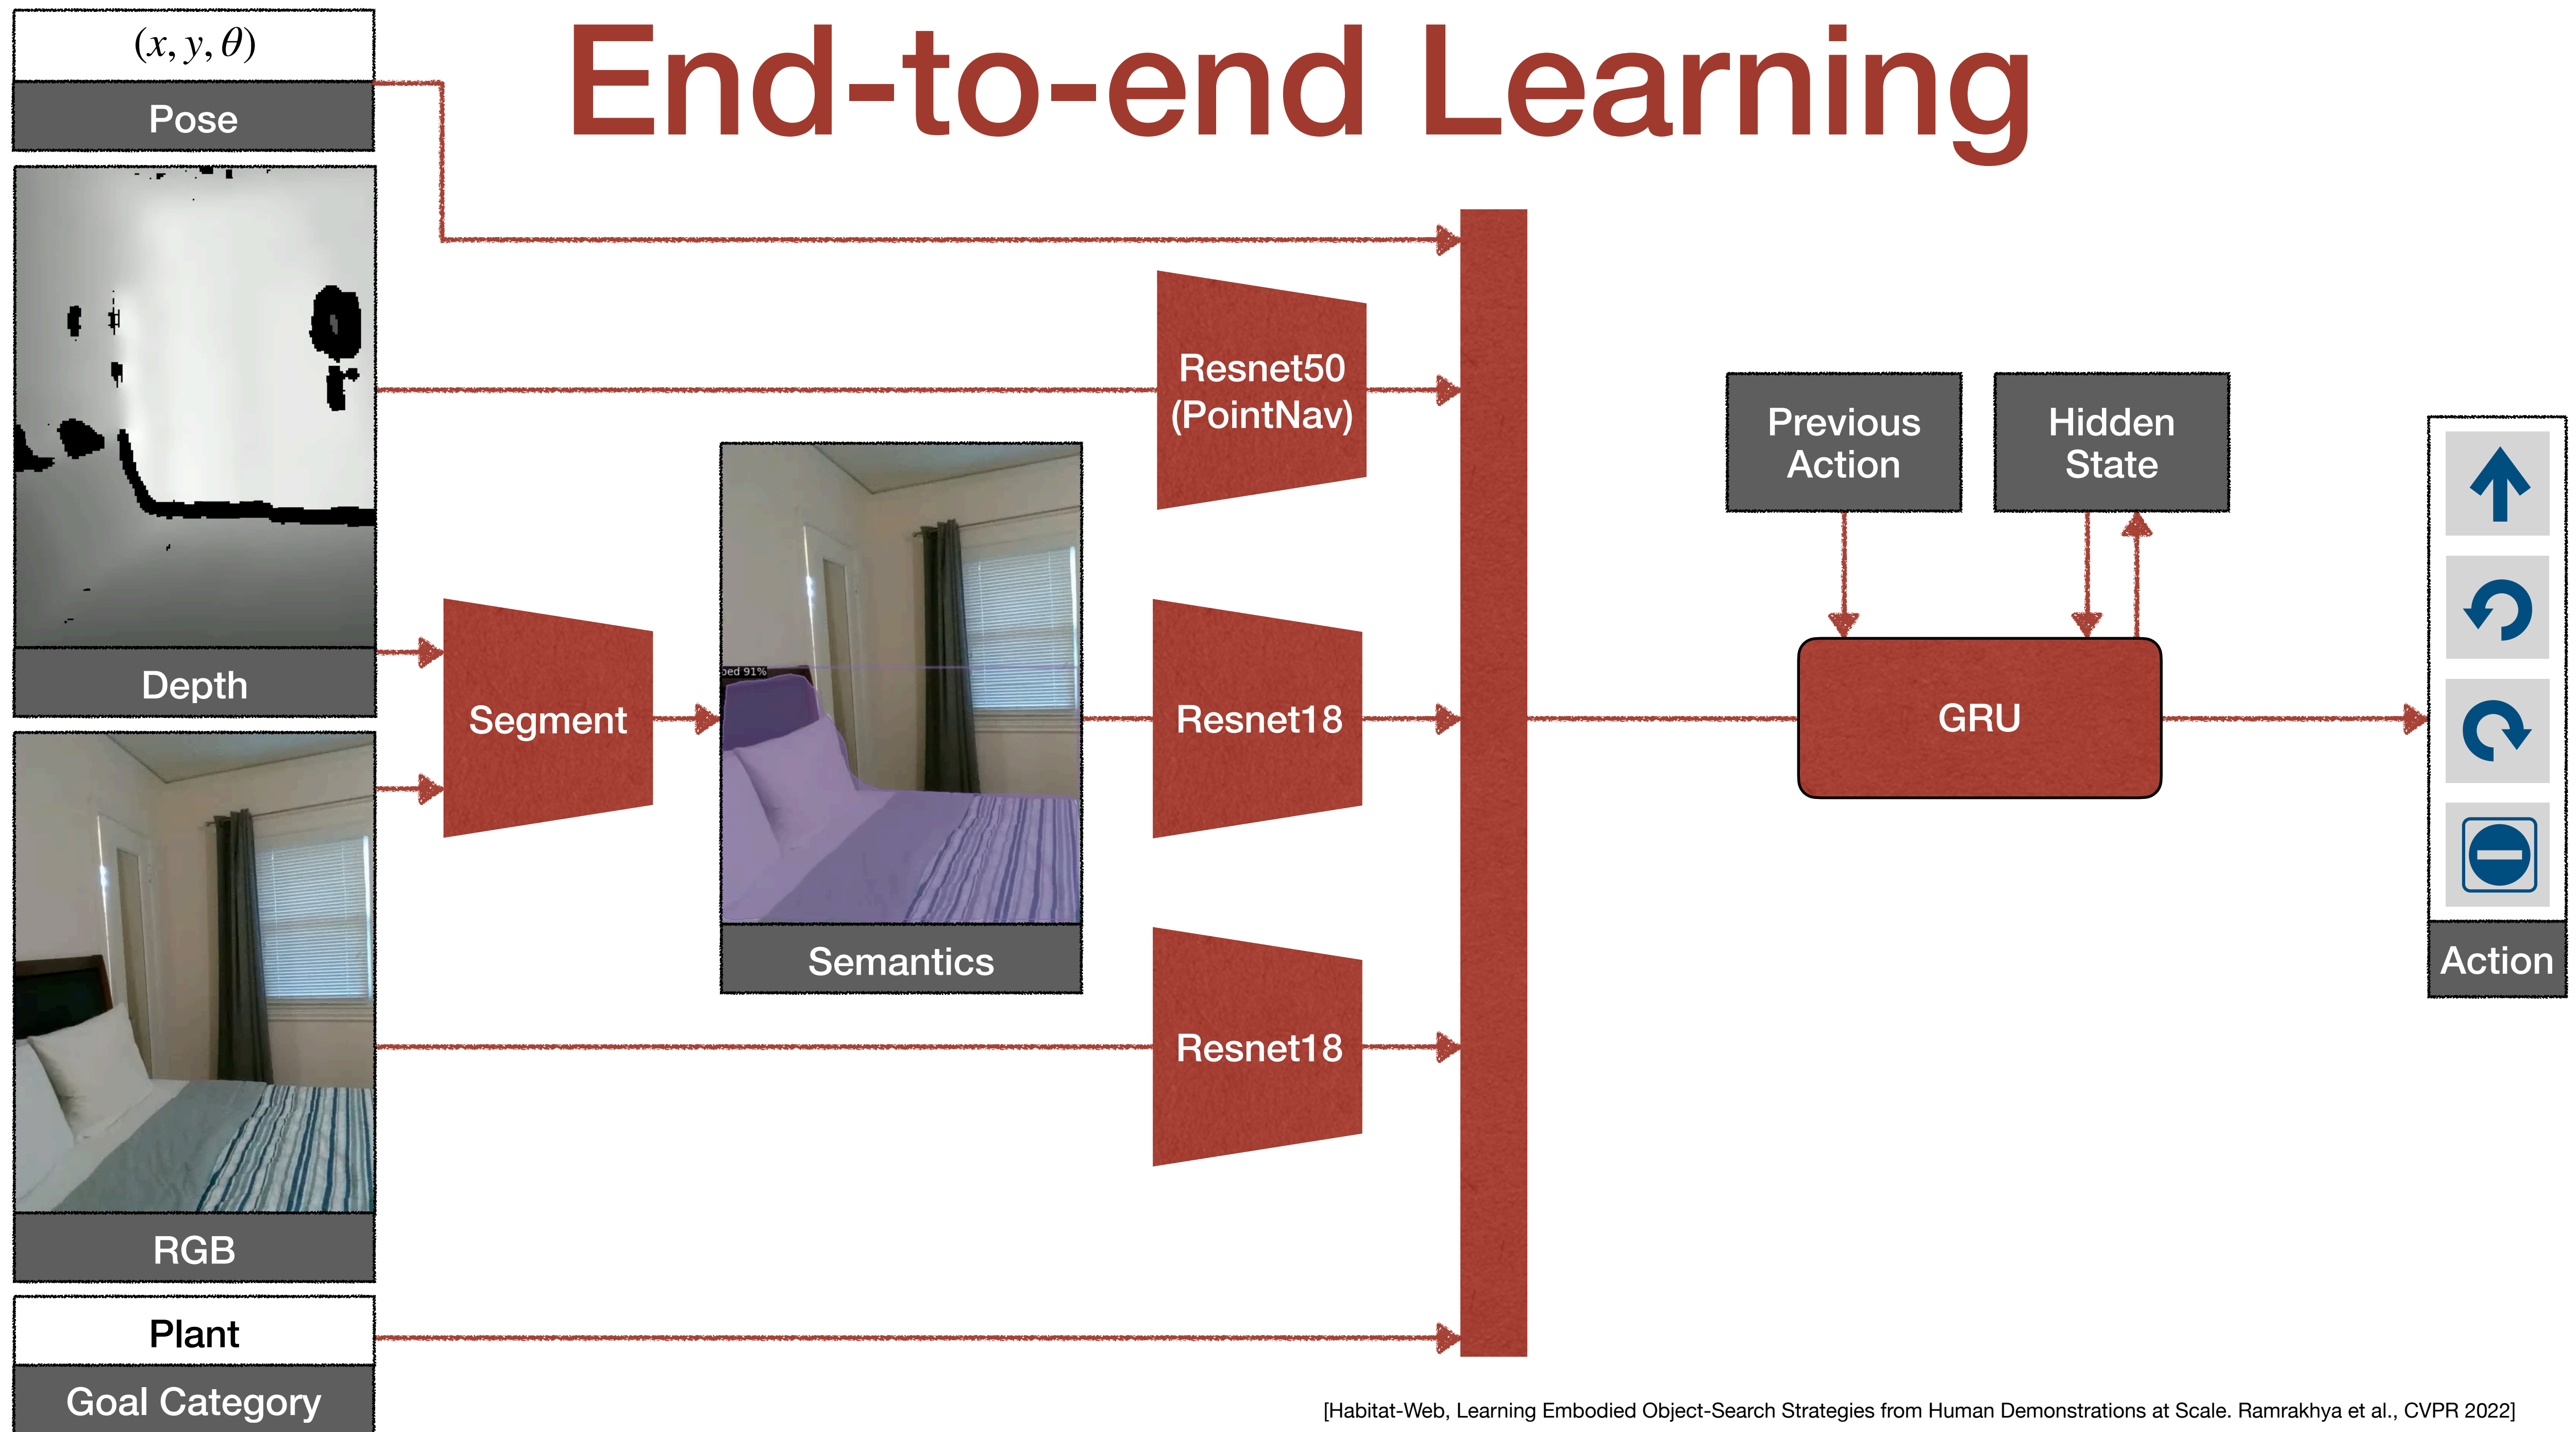 End-to-end Learning
(x, y, θ)
Pose
Depth
RGB
Plant
Goal Category
Segment
bed 91%
Semantics
Resnet50
(PointNav)
Resnet18
Resnet18
Previous
Action
Hidden
State
GRU
Action
[Habitat-Web, Learning Embodied Object-Search Strategies from Human Demonstrations at Scale. Ramrakhya et al., CVPR 2022]